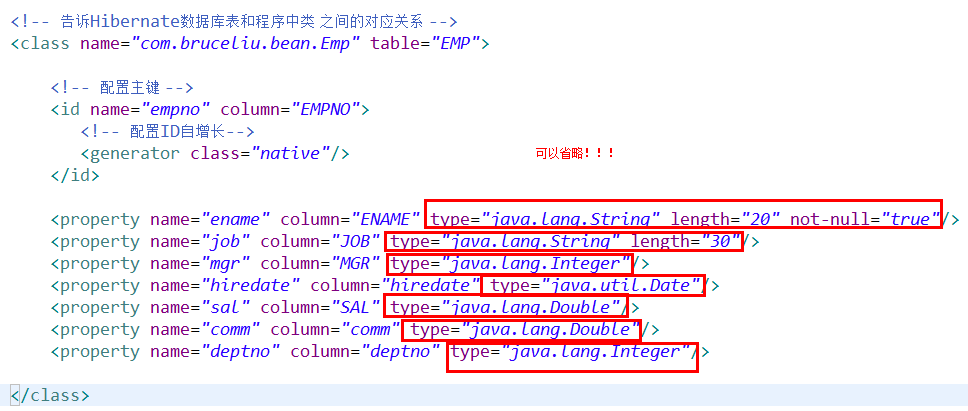 <!-- 告诉Hibernate数据库表和程序中类 之间的对应关系 -->
<class name="com.bruceliu.bean.Emp" table="EMP">
<!-- 配置主键 -->
<id name="empno" column="EMPNO">
<!-- 配置ID自增长-->
<generator class="native"/> 可以省略！！！
</id>
<property name="ename" column="ENAME" type="java.lang.String" length="20" not-null="true"/>
<property name="job" column="JOB" type="java.lang.String" length="30"/>
<property name="mgr" column="MGR" type="java.lang.Integer"/>
<property name="hiredate" column="hiredate" type="java.util.Date"/>
<property name="sal" column="SAL" type="java.lang.Double"/>
<property name="comm" column="comm" type="java.lang.Double"/>
<property name="deptno" column="deptno" type="java.lang.Integer"/>
</class>